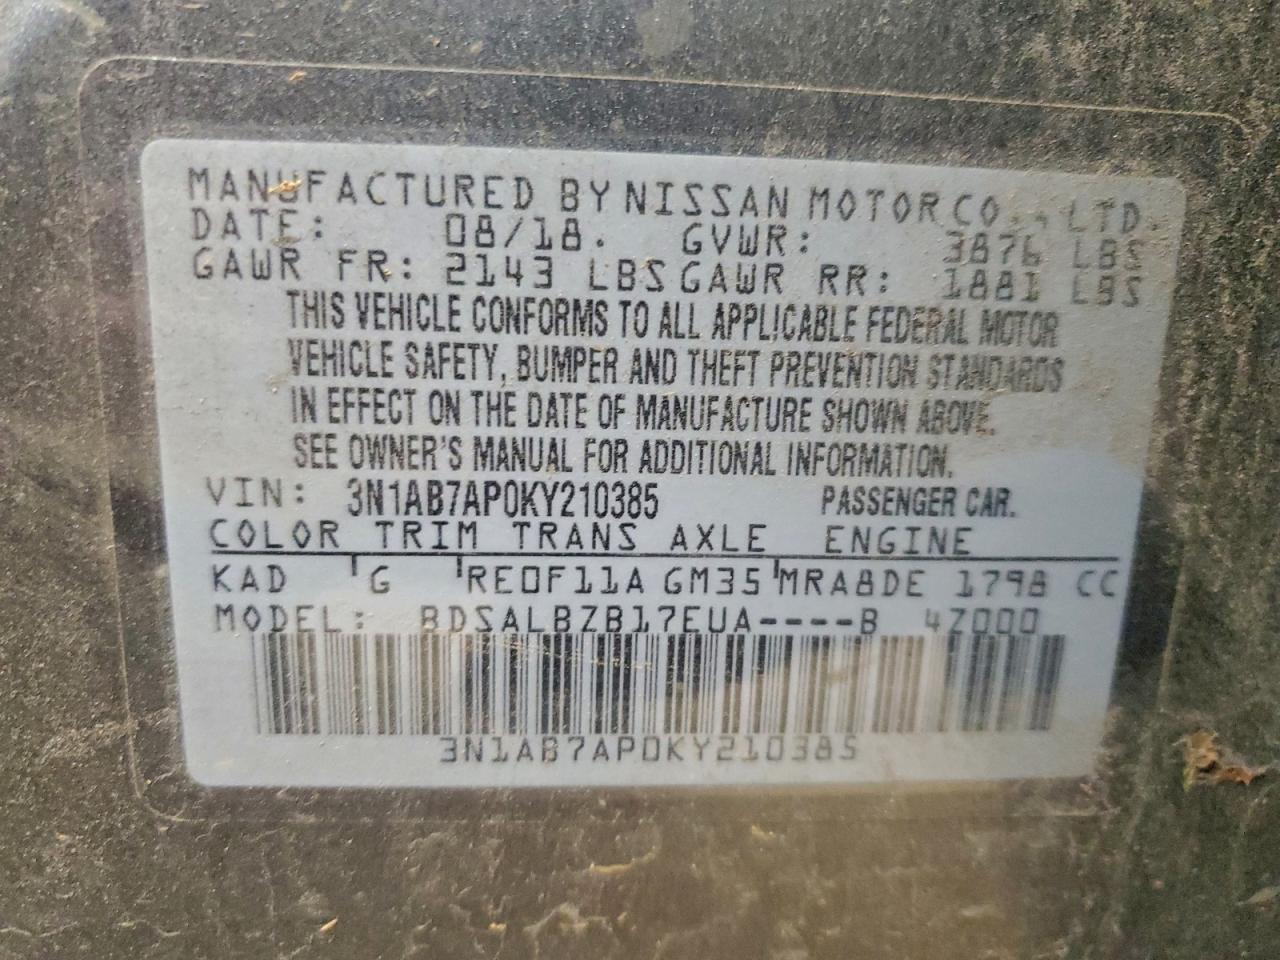 MANUFACTURED BY NISSAN MOTOR CO., LTD.
DATE: 08/18. GVWR: 3876 LBS
GAWR FR: 2143 LBS GAWR RR: 1881 LBS
THIS VEHICLE CONFORMS TO ALL APPLICABLE FEDERAL MOTOR
VEHICLE SAFETY, BUMPER AND THEFT PREVENTION STANDARDS
IN EFFECT ON THE DATE OF MANUFACTURE SHOWN ABOVE.
SEE OWNER'S MANUAL FOR ADDITIONAL INFORMATION.
VIN: 3N1AB7AP0KY210385 PASSENGER CAR.
COLOR TRIM TRANS AXLE ENGINE
KAD G RE0F11A GM35 MRA8DE 1798 CC
MODEL: BDSALBZB17EUA----B 4Z000
3N1AB7AP0KY210385